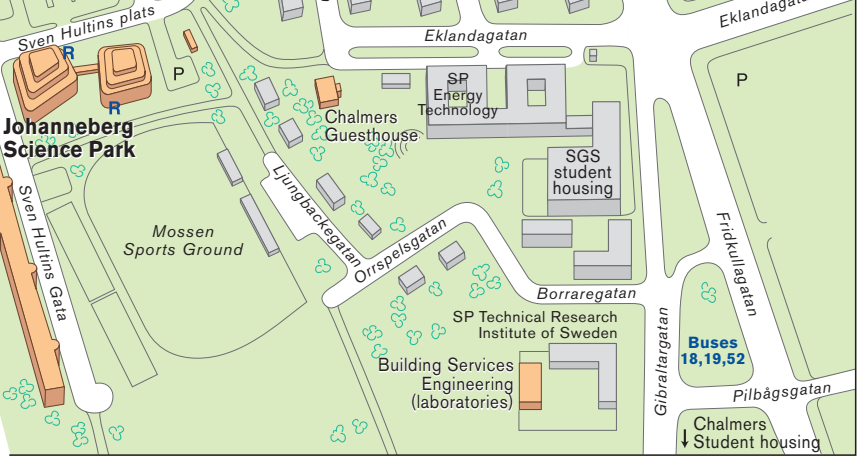 Sven Hultins plats
Eklandagatan
Eklandagatan
R
P
SP
Energy
Technology
P
R
Chalmers
Guesthouse
Johanneberg
Science Park
SGS
student
housing
Ljungbackegatan
Sven Hultins Gata
Mossen
Sports Ground
Orrspelsgatan
Fridkullagatan
Borraregatan
SP Technical Research
Institute of Sweden
Gibraltargatan
Buses
18,19,52
Building Services
Engineering
(laboratories)
Pilbågsgatan
Chalmers
↓ Student housing